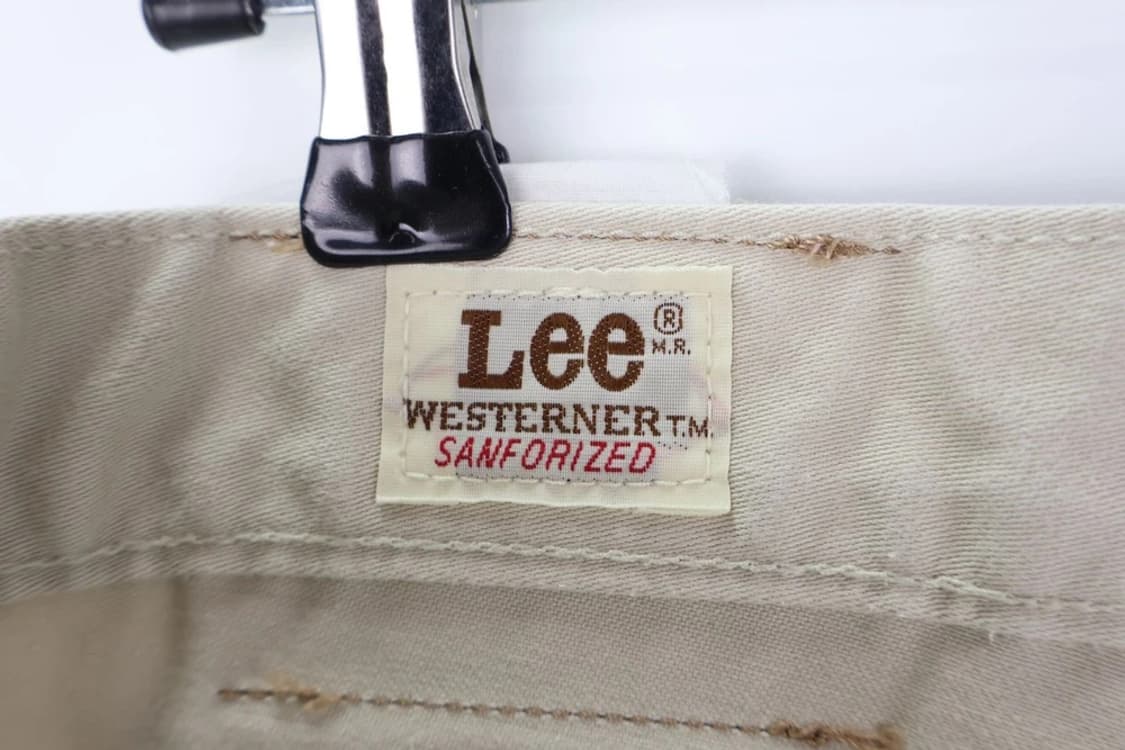 Lee®
M.R.
WESTERNER T.M.
SANFORIZED